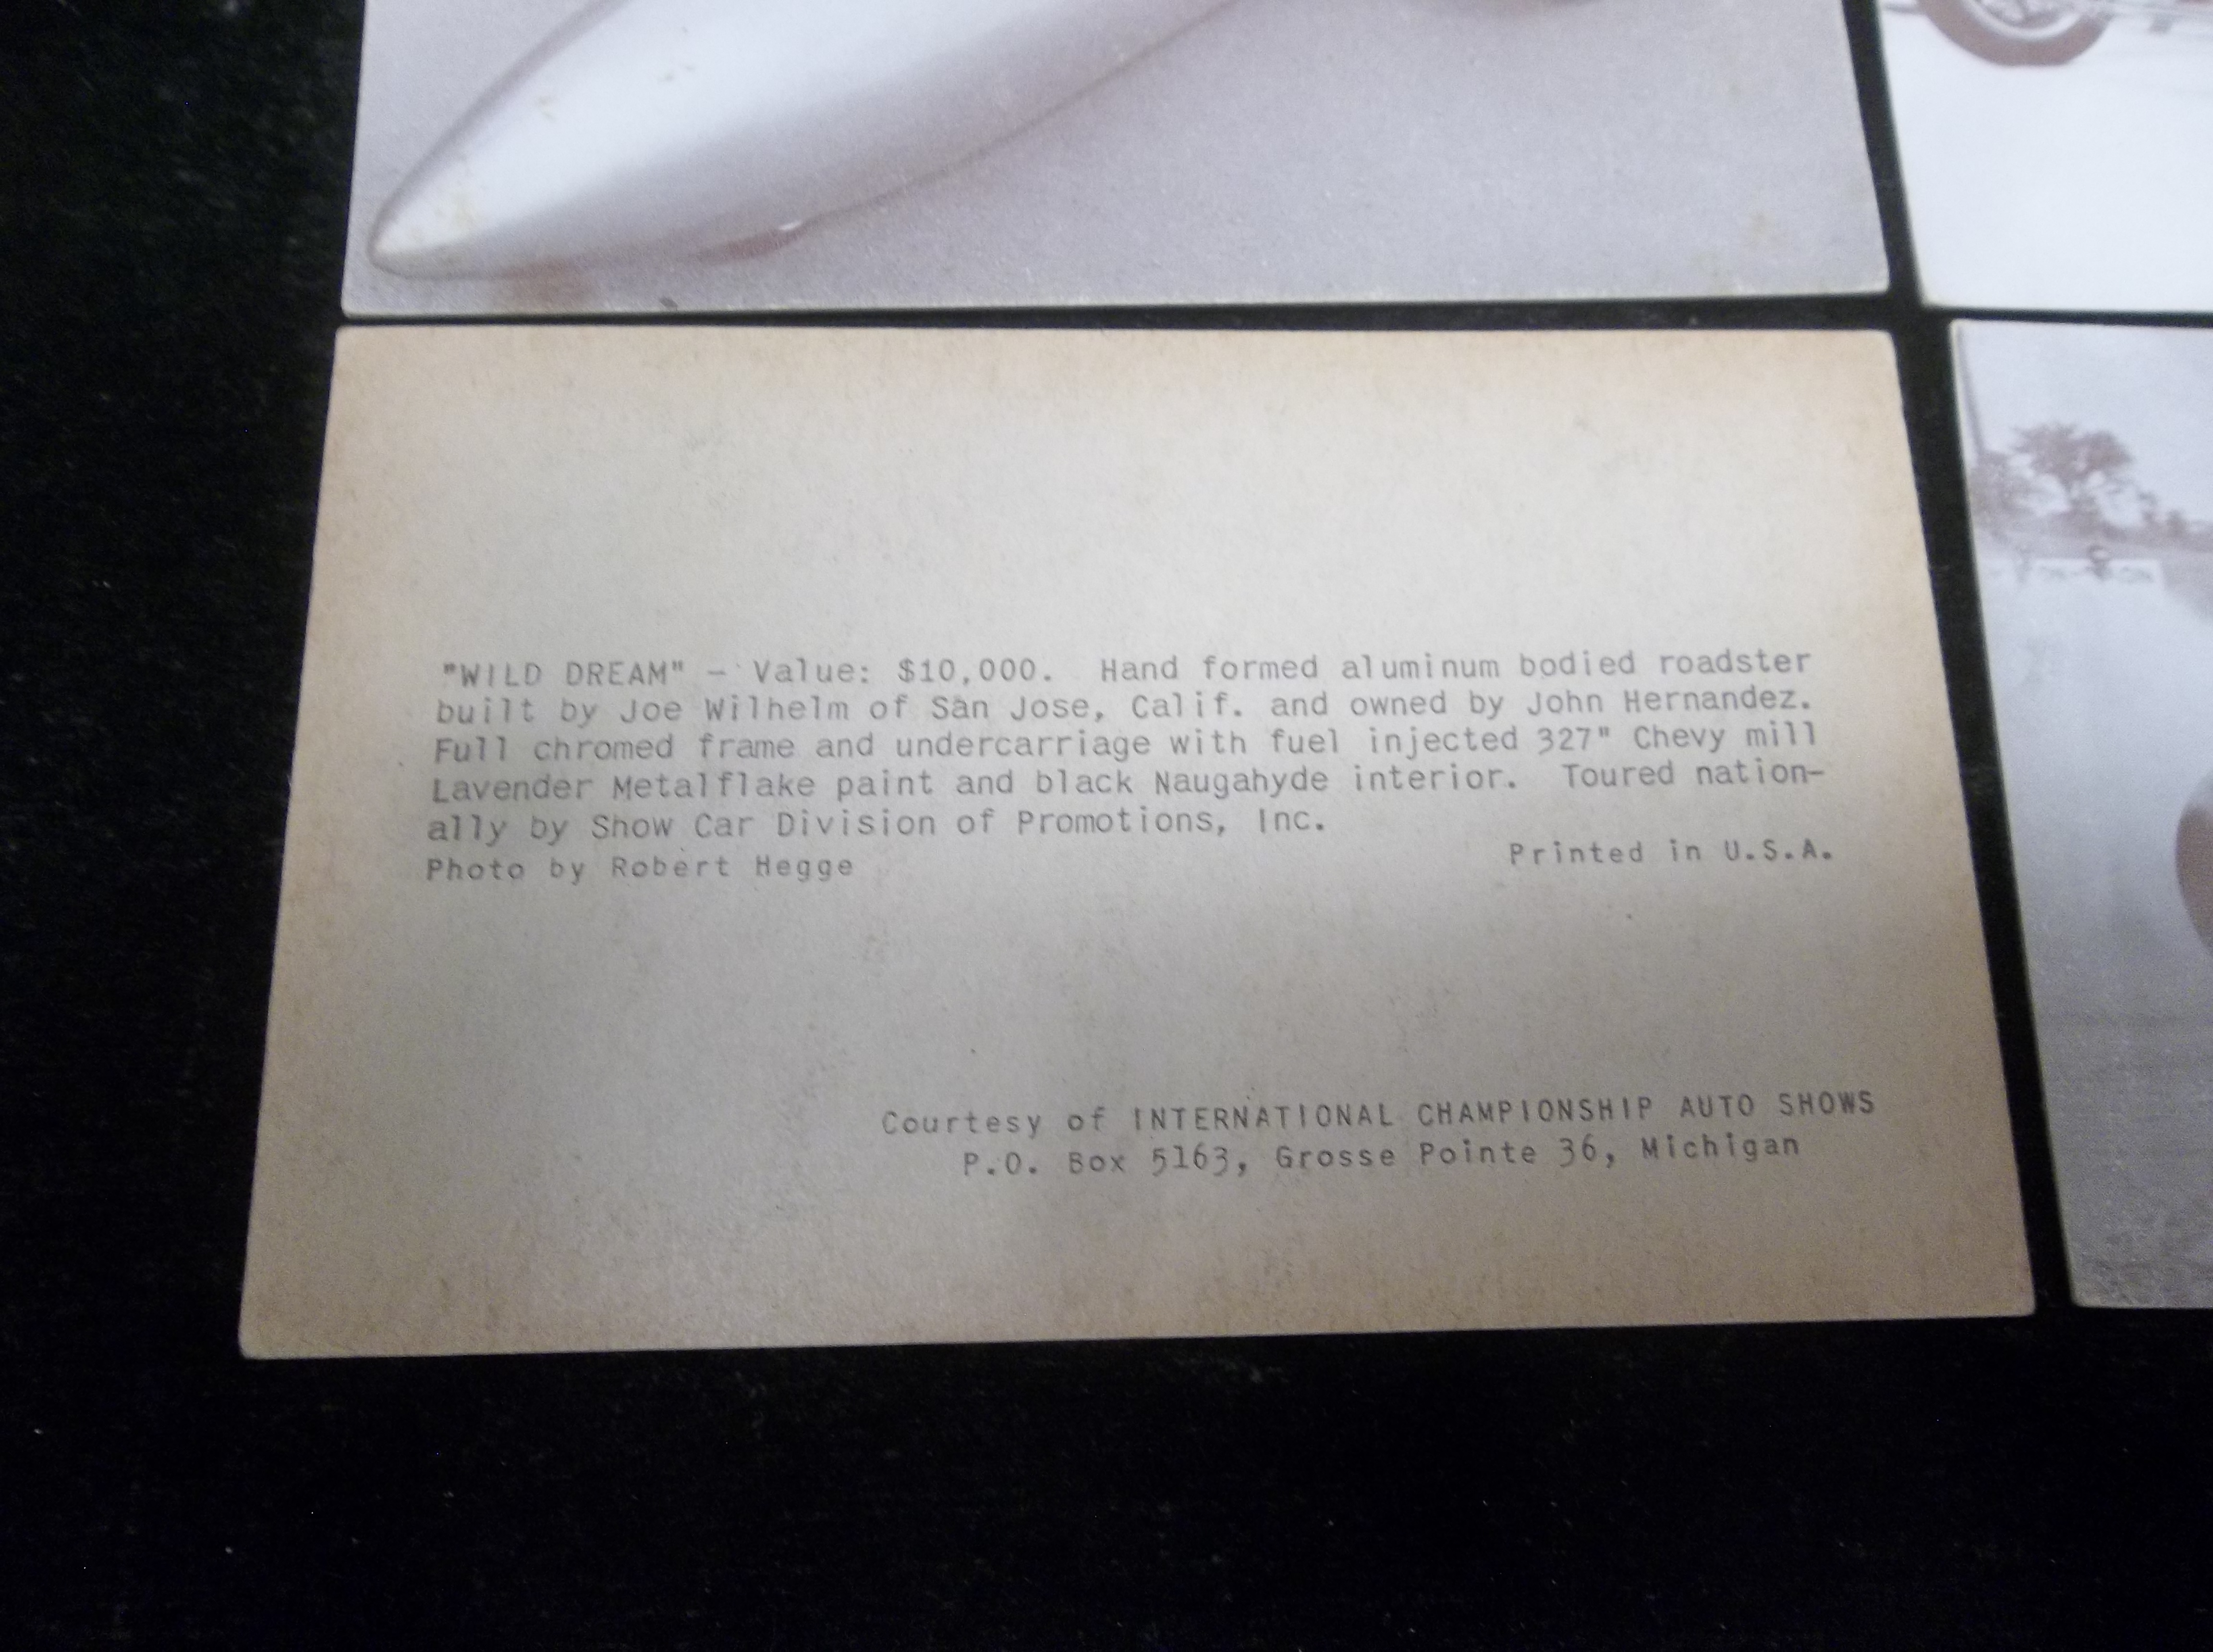 "WILD DREAM" - Value: $10,000. Hand formed aluminum bodied roadster
built by Joe Wilhelm of San Jose, Calif. and owned by John Hernandez.
Full chromed frame and undercarriage with fuel injected 327" Chevy mill
Lavender Metalflake paint and black Naugahyde interior. Toured nation-
ally by Show Car Division of Promotions, Inc.
Photo by Robert Hegge
Printed in U.S.A.
Courtesy of INTERNATIONAL CHAMPIONSHIP AUTO SHOWS
P.O. Box 5163, Grosse Pointe 36, Michigan